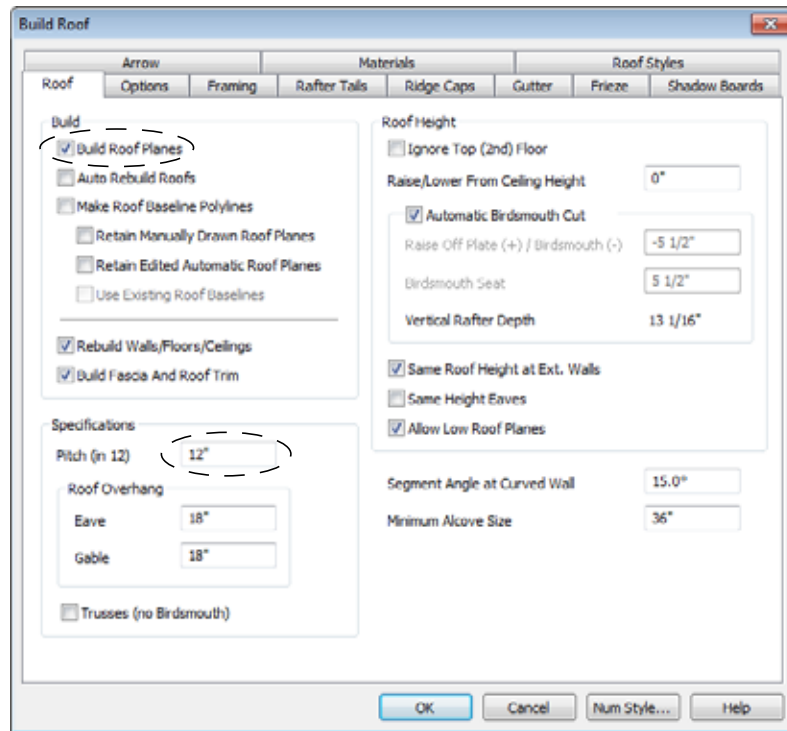 Build Roof
Arrow Materials Roof Styles
Roof Options Framing Rafter Tails Ridge Caps Gutter Frieze Shadow Boards
Build
Build Roof Planes
Auto Rebuild Roofs
Make Roof Baseline Polylines
Retain Manually Drawn Roof Planes
Retain Edited Automatic Roof Planes
Use Existing Roof Baselines
Rebuild Walls/Floors/Ceilings
Build Fascia And Roof Trim
Specifications
Pitch (in 12) 12"
Roof Overhang
Eave 18"
Gable 18"
Trusses (no Birdsmouth)
Roof Height
Ignore Top (2nd) Floor
Raise/Lower From Ceiling Height 0"
Automatic Birdsmouth Cut
Raise Off Plate (+) / Birdsmouth (-) -5 1/2"
Birdsmouth Seat 5 1/2"
Vertical Rafter Depth 13 1/16"
Same Roof Height at Ext. Walls
Same Height Eaves
Allow Low Roof Planes
Segment Angle at Curved Wall 15.0°
Minimum Alcove Size 36"
OK Cancel Num Style... Help